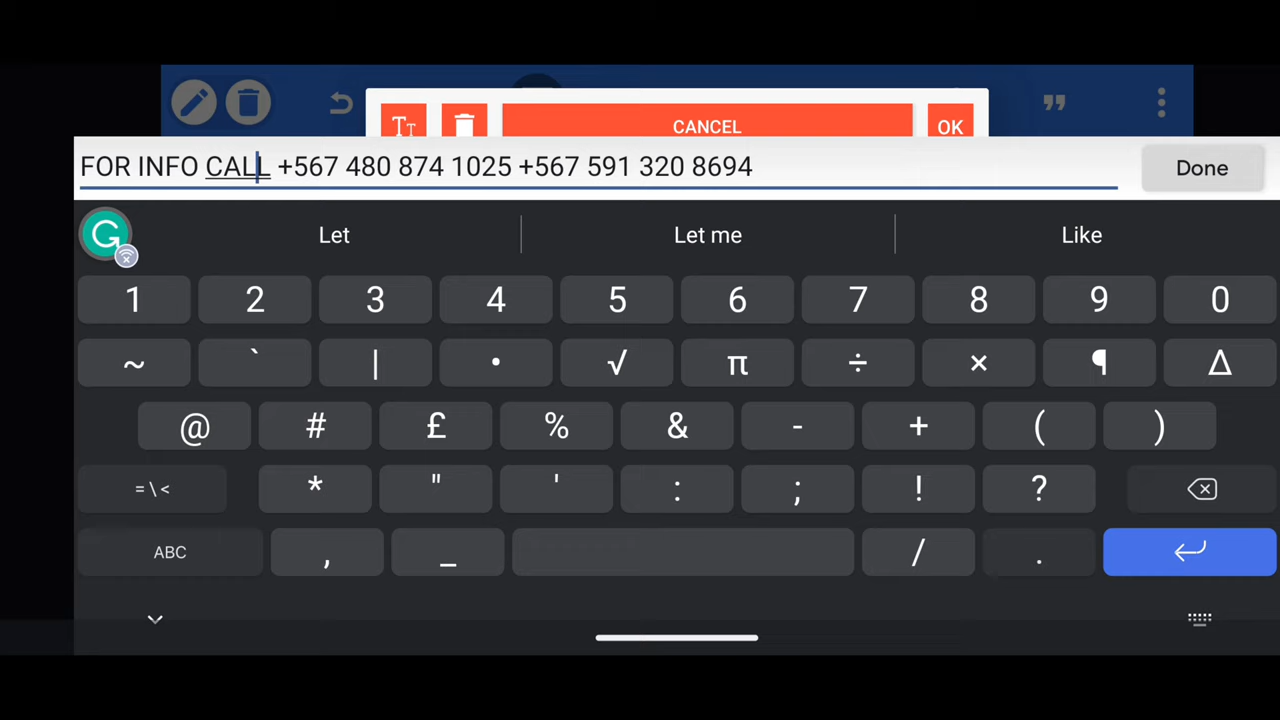 Tт
CANCEL
OK
FOR INFO CALL +567 480 874 1025 +567 591 320 8694
Done
Let
Let me
Like
1 2 3 4 5 6 7 8 9 0
~ ` | • √ π ÷ × ¶ Δ
@ # £ % & - + ( )
=\< * " ' : ; ! ?
ABC , _ / .